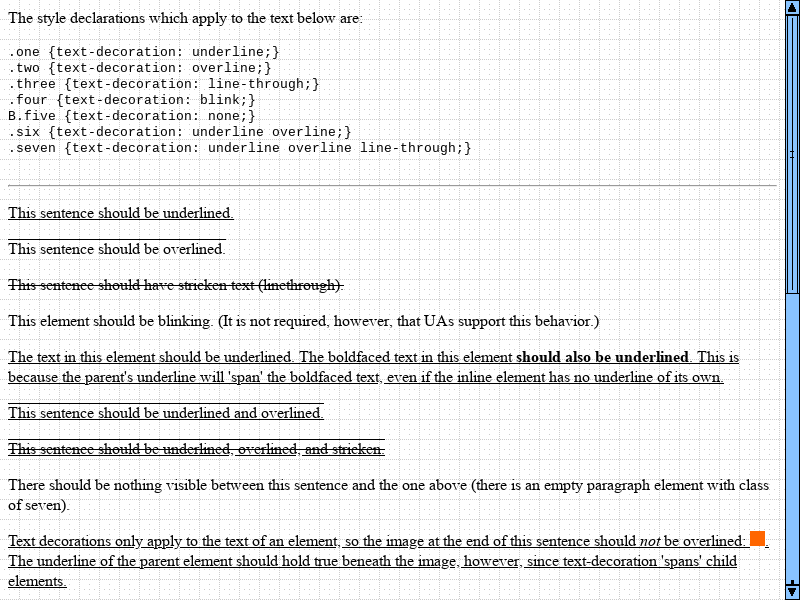 The style declarations which apply to the text below are:
.one {text-decoration: underline;}
.two {text-decoration: overline;}
.three {text-decoration: line-through;}
.four {text-decoration: blink;}
B.five {text-decoration: none;}
.six {text-decoration: underline overline;}
.seven {text-decoration: underline overline line-through;}
This sentence should be underlined.
This sentence should be overlined.
This sentence should have stricken text (linethrough).
This element should be blinking. (It is not required, however, that UAs support this behavior.)
The text in this element should be underlined. The boldfaced text in this element should also be underlined. This is
because the parent's underline will 'span' the boldfaced text, even if the inline element has no underline of its own.
This sentence should be underlined and overlined.
This sentence should be underlined, overlined, and stricken.
There should be nothing visible between this sentence and the one above (there is an empty paragraph element with class
of seven).
Text decorations only apply to the text of an element, so the image at the end of this sentence should not be overlined: .
The underline of the parent element should hold true beneath the image, however, since text-decoration 'spans' child
elements.